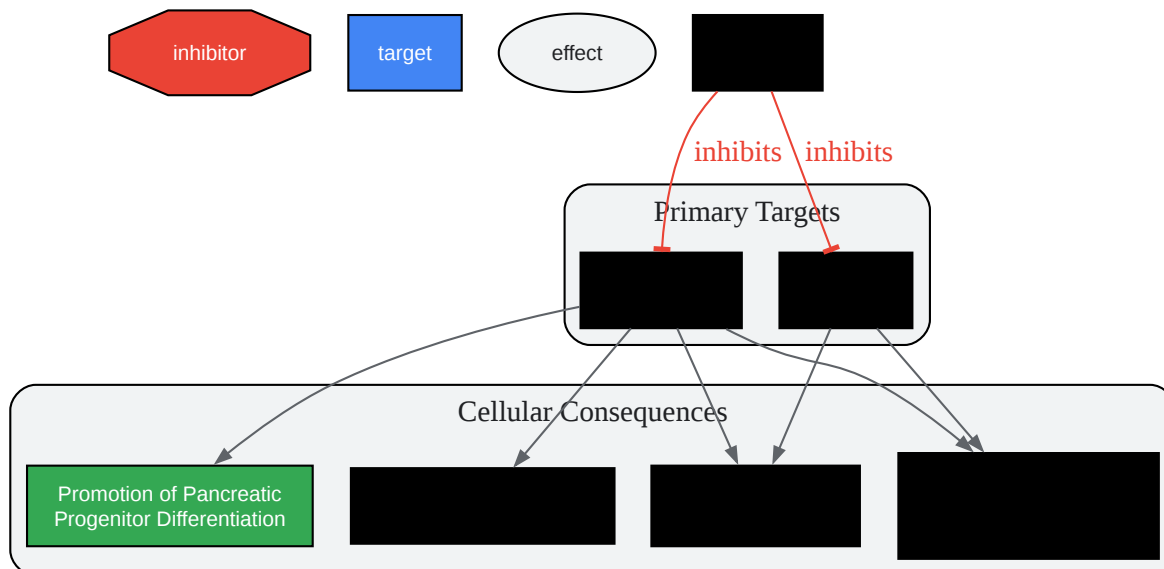 inhibitor
target
effect
inhibits
inhibits
Primary Targets
Cellular Consequences
Promotion of Pancreatic
Progenitor Differentiation